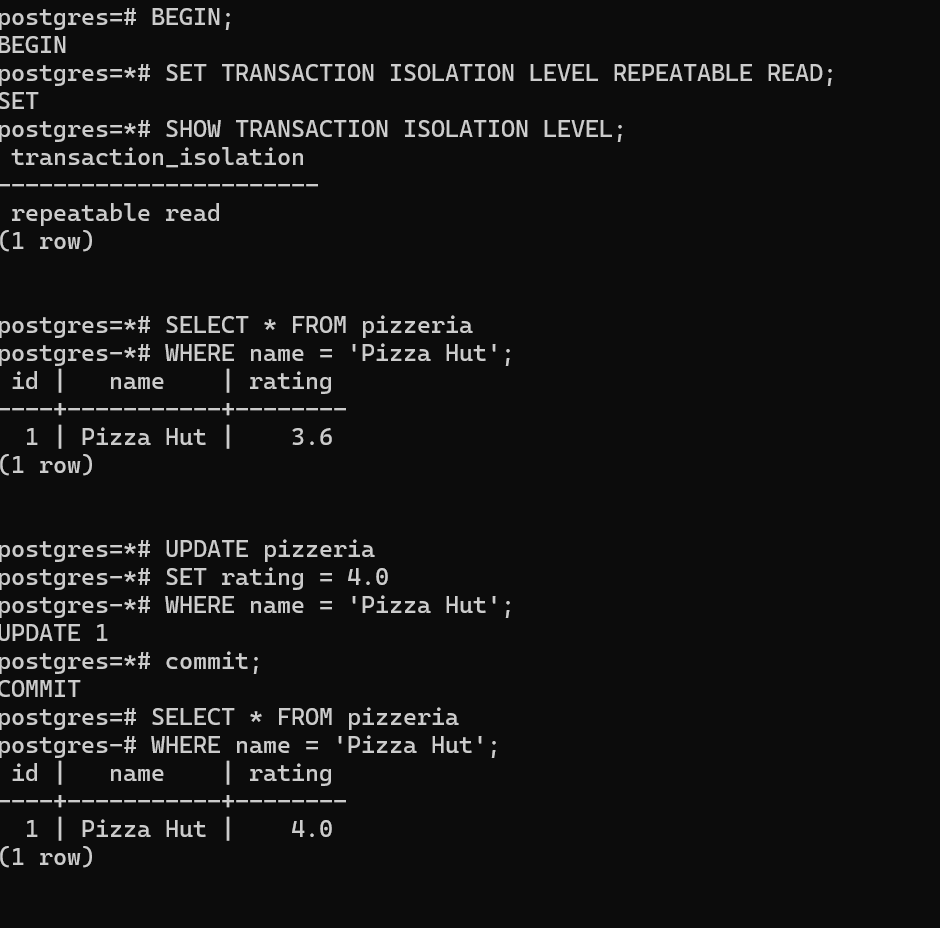 postgres=# BEGIN;
BEGIN
postgres=*# SET TRANSACTION ISOLATION LEVEL REPEATABLE READ;
SET
postgres=*# SHOW TRANSACTION ISOLATION LEVEL;
 transaction_isolation
-----------------------
 repeatable read
(1 row)
postgres=*# SELECT * FROM pizzeria
postgres-*# WHERE name = 'Pizza Hut';
 id |   name    | rating
----+-----------+--------
  1 | Pizza Hut |    3.6
(1 row)
postgres=*# UPDATE pizzeria
postgres-*# SET rating = 4.0
postgres-*# WHERE name = 'Pizza Hut';
UPDATE 1
postgres=*# commit;
COMMIT
postgres=# SELECT * FROM pizzeria
postgres-# WHERE name = 'Pizza Hut';
 id |   name    | rating
----+-----------+--------
  1 | Pizza Hut |    4.0
(1 row)